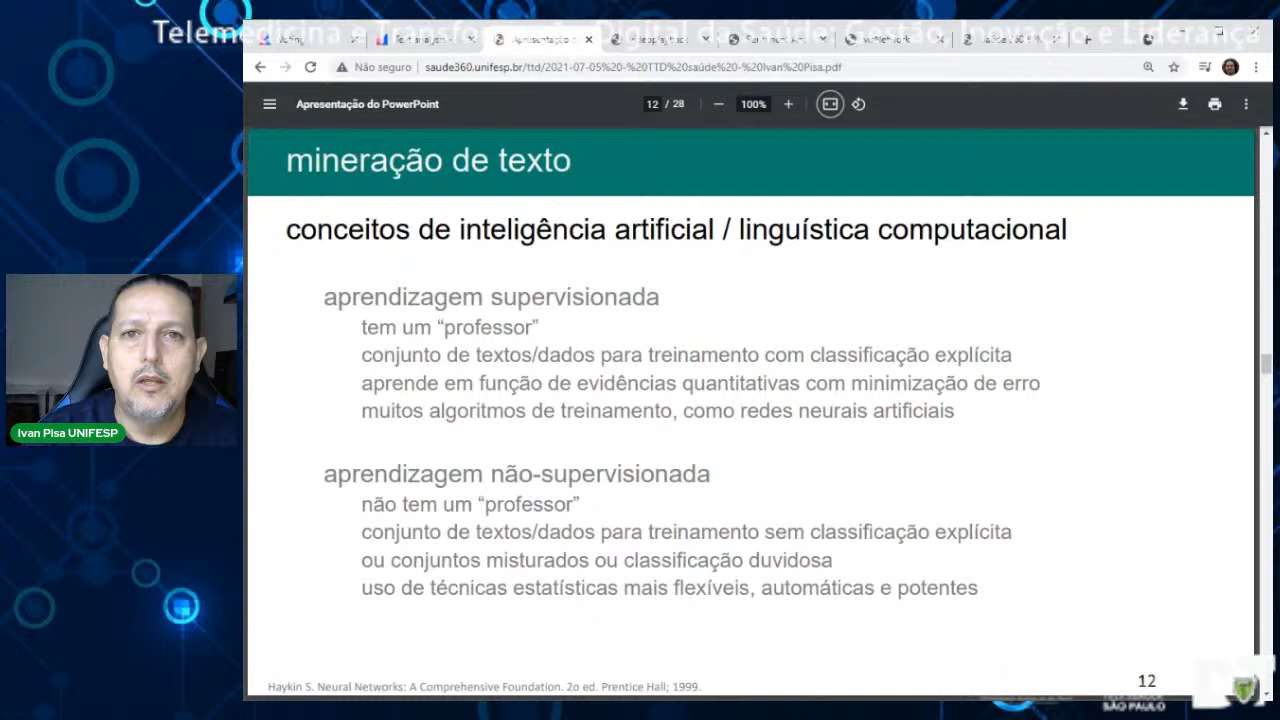 Telemedicina e Transformação Digital da Saúde: Gestão, Inovação e Liderança
Não seguro
saude360.unifesp.br/ttd/2021-07-05%20-%20TTD%20saúde%20-%20Ivan%20Pisa.pdf
Apresentação do PowerPoint
12 / 28
100%
mineração de texto
conceitos de inteligência artificial / linguística computacional
aprendizagem supervisionada
tem um “professor”
conjunto de textos/dados para treinamento com classificação explícita
aprende em função de evidências quantitativas com minimização de erro
muitos algoritmos de treinamento, como redes neurais artificiais
Ivan Pisa UNIFESP
aprendizagem não-supervisionada
não tem um “professor”
conjunto de textos/dados para treinamento sem classificação explícita
ou conjuntos misturados ou classificação duvidosa
uso de técnicas estatísticas mais flexíveis, automáticas e potentes
Haykin S. Neural Networks: A Comprehensive Foundation. 2o ed. Prentice Hall; 1999.
12
SÃO PAULO